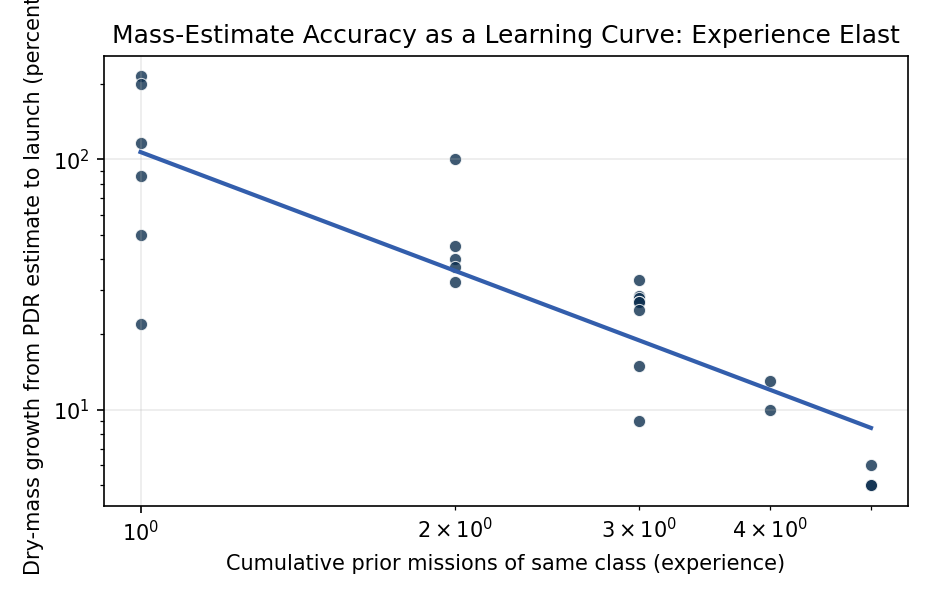 Mass-Estimate Accuracy as a Learning Curve: Experience Elast
Dry-mass growth from PDR estimate to launch (percent
10²
10¹
10⁰
2 × 10⁰
3 × 10⁰
4 × 10⁰
Cumulative prior missions of same class (experience)